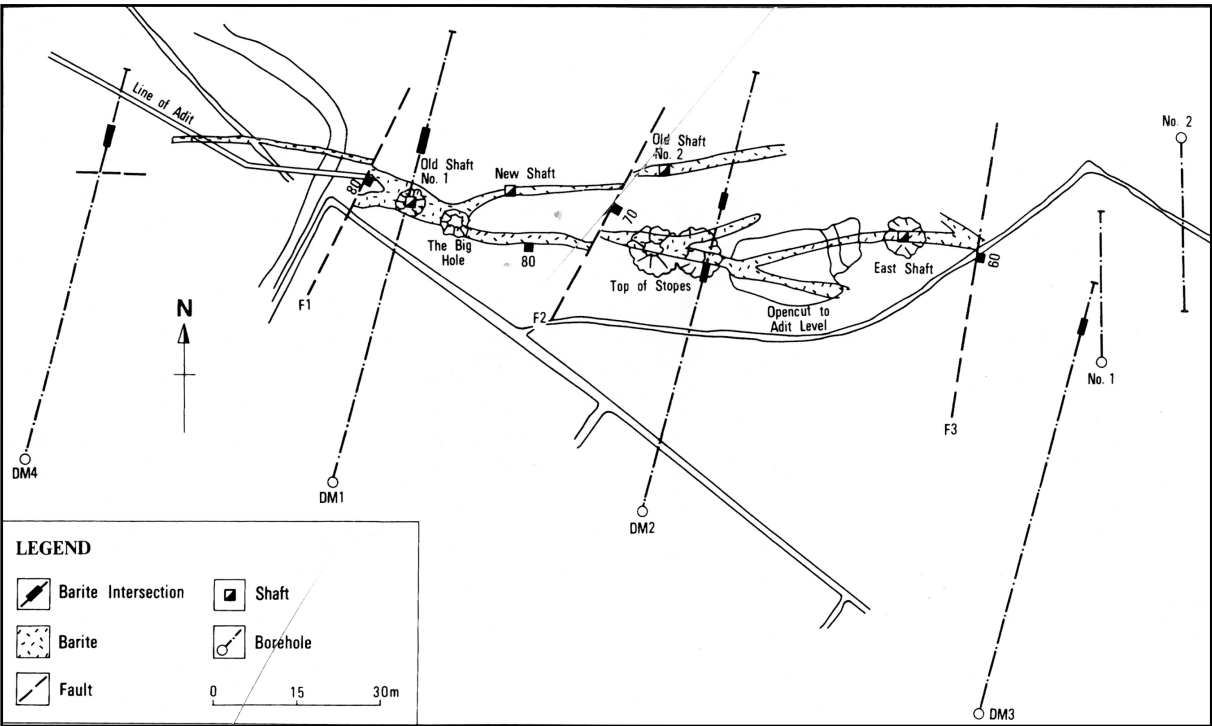 No. 2
Line of Adit
Old Shaft
No. 2
Old Shaft
No. 1
80
New Shaft
70
The Big
Hole
80
East Shaft
60
Top of Stopes
F1
N
F2
Opencut to
Adit Level
No. 1
F3
DM4
DM1
DM2
DM3
LEGEND
Barite Intersection
Shaft
Barite
Borehole
Fault
0 15 30m